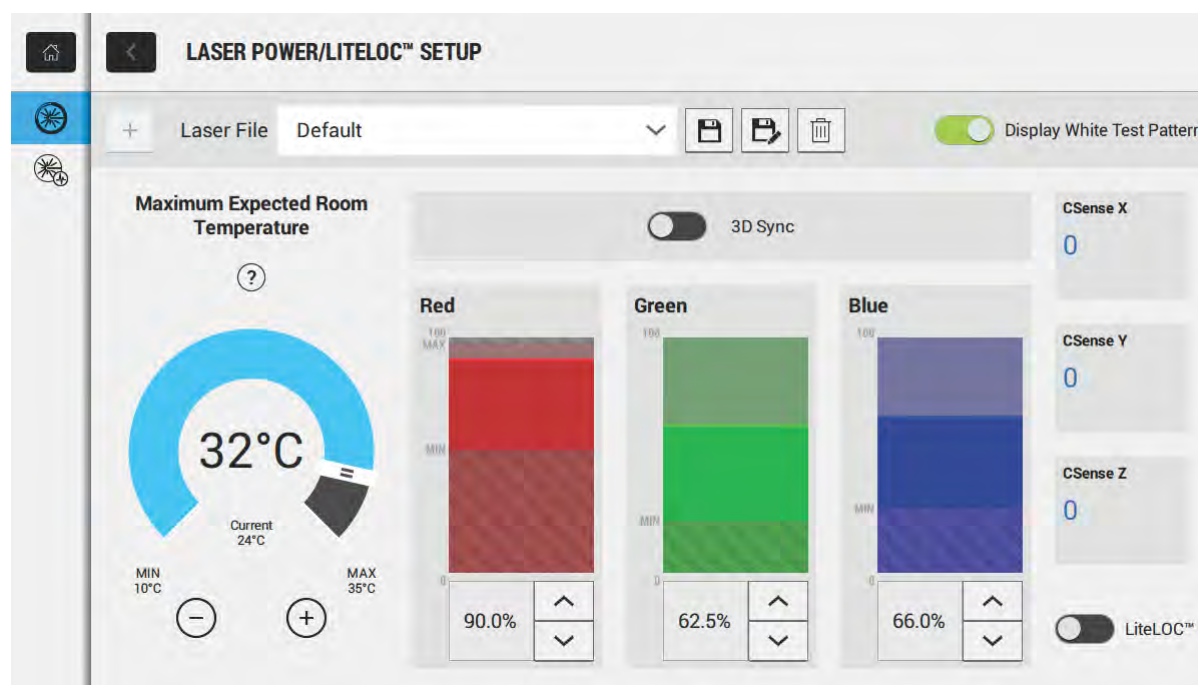 LASER POWER/LITELOC™ SETUP
Laser File Default
Display White Test Pattern
Maximum Expected Room
Temperature
?
32°C
Current
24°C
MIN
10°C
MAX
35°C
3D Sync
Red
100
MAX
MIN
0
90.0%
Green
100
MIN
0
62.5%
Blue
100
MIN
0
66.0%
CSense X
0
CSense Y
0
CSense Z
0
LiteLOC™